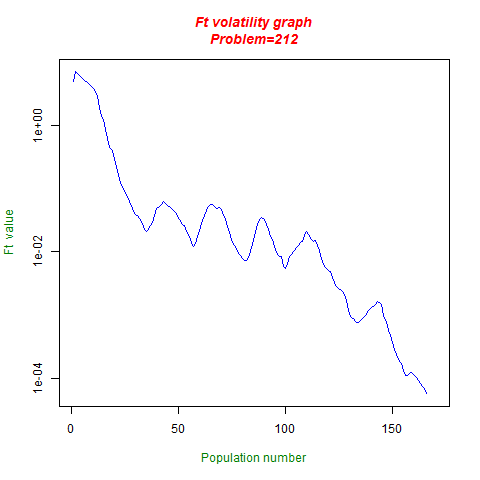 Ft volatility graph
Problem=212
Ft value
1e+00
1e-02
1e-04
0
50
100
150
Population number